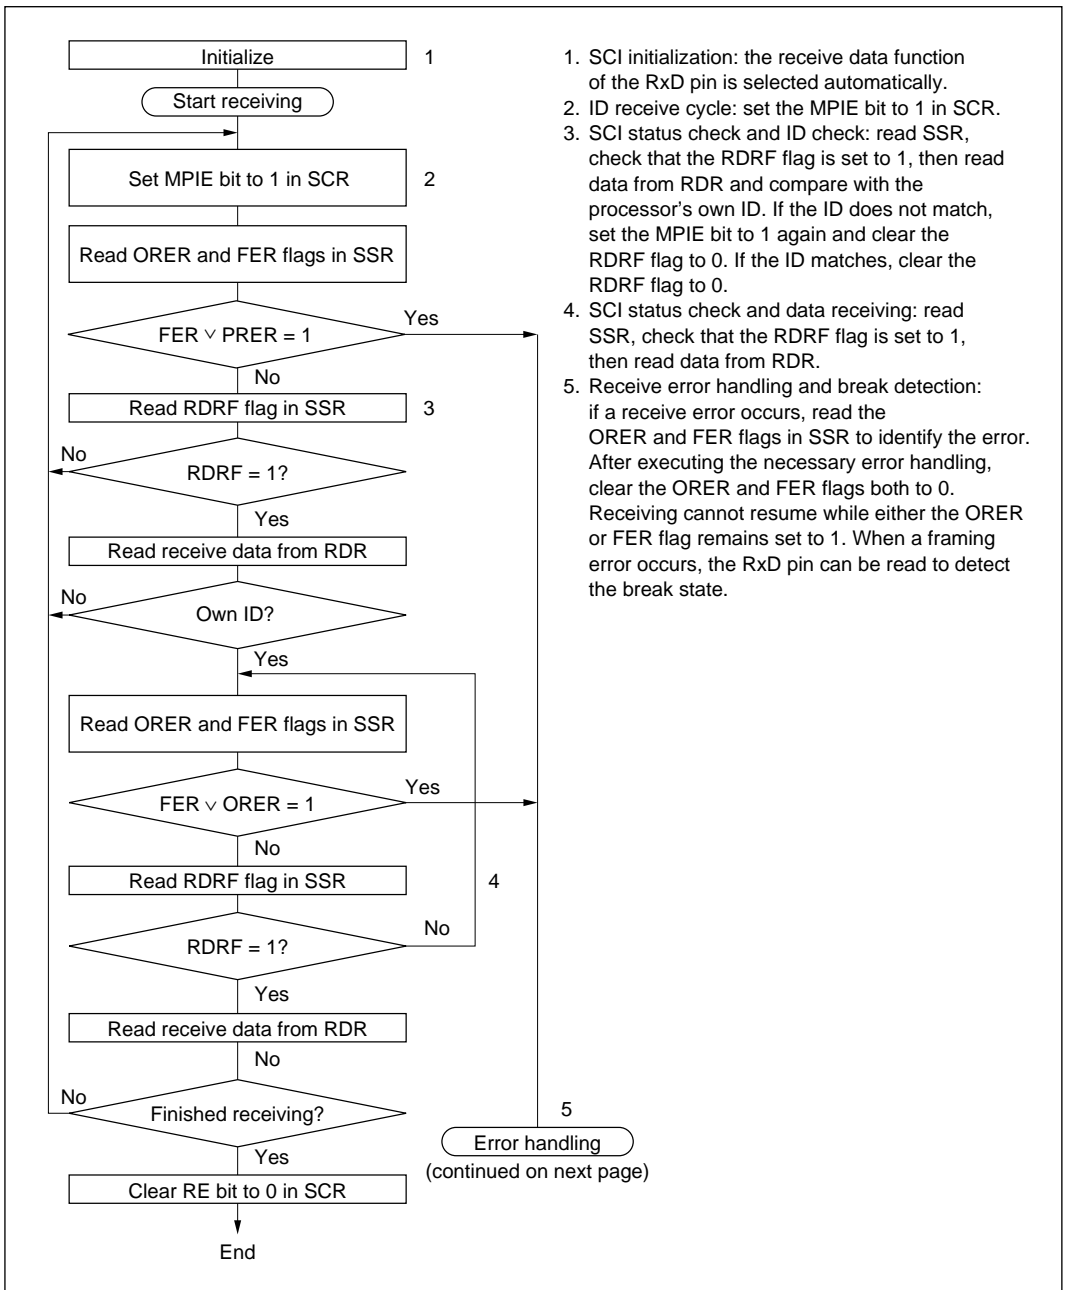 Initialize
1
Start receiving
Set MPIE bit to 1 in SCR
2
Read ORER and FER flags in SSR
FER ∨ PRER = 1
Yes
No
Read RDRF flag in SSR
3
No
RDRF = 1?
Yes
Read receive data from RDR
No
Own ID?
Yes
Read ORER and FER flags in SSR
FER ∨ ORER = 1
Yes
No
Read RDRF flag in SSR
4
No
RDRF = 1?
Yes
Read receive data from RDR
No
No
Finished receiving?
Yes
Clear RE bit to 0 in SCR
End
5
Error handling
(continued on next page)
1. SCI initialization: the receive data function
of the RxD pin is selected automatically.
2. ID receive cycle: set the MPIE bit to 1 in SCR.
3. SCI status check and ID check: read SSR,
check that the RDRF flag is set to 1, then read
data from RDR and compare with the
processor's own ID. If the ID does not match,
set the MPIE bit to 1 again and clear the
RDRF flag to 0. If the ID matches, clear the
RDRF flag to 0.
4. SCI status check and data receiving: read
SSR, check that the RDRF flag is set to 1,
then read data from RDR.
5. Receive error handling and break detection:
if a receive error occurs, read the
ORER and FER flags in SSR to identify the error.
After executing the necessary error handling,
clear the ORER and FER flags both to 0.
Receiving cannot resume while either the ORER
or FER flag remains set to 1. When a framing
error occurs, the RxD pin can be read to detect
the break state.